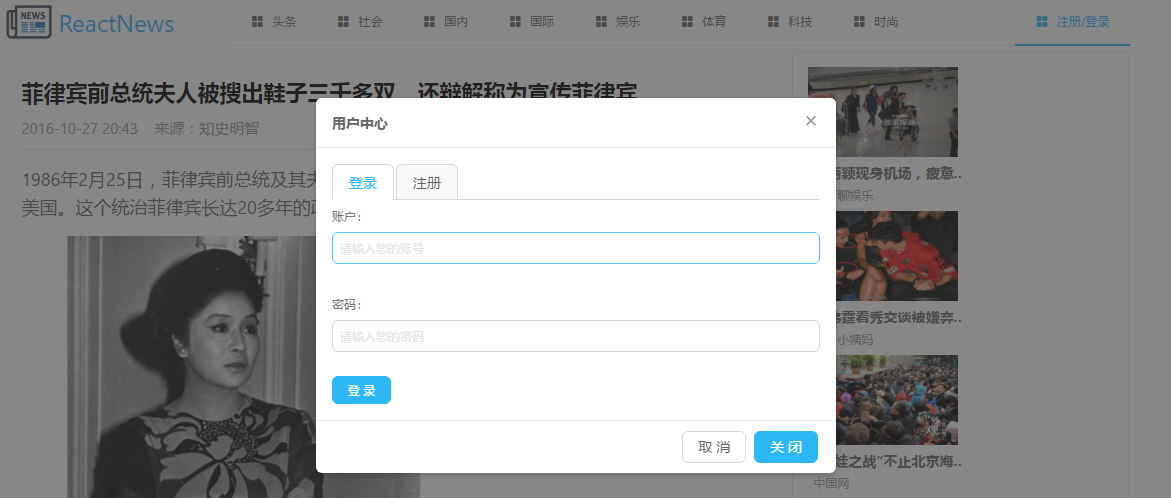 NEWS
ReactNews
头条
社会
国内
国际
娱乐
体育
科技
时尚
注册/登录
菲律宾前总统夫人被搜出鞋子三千多双,还辩解称为宣传菲律宾
2016-10-27 20:43 来源:知史明智
1986年2月25日,菲律宾前总统及其夫
美国。这个统治菲律宾长达20多年的
用户中心
×
登录
注册
账户:
请输入您的账号
密码:
请输入您的密码
登 录
取 消
关 闭
颖现身机场,疲惫..
聊娱乐
霆看秀交谈被嫌弃..
小姨妈
娃之战"不止北京海..
中国网